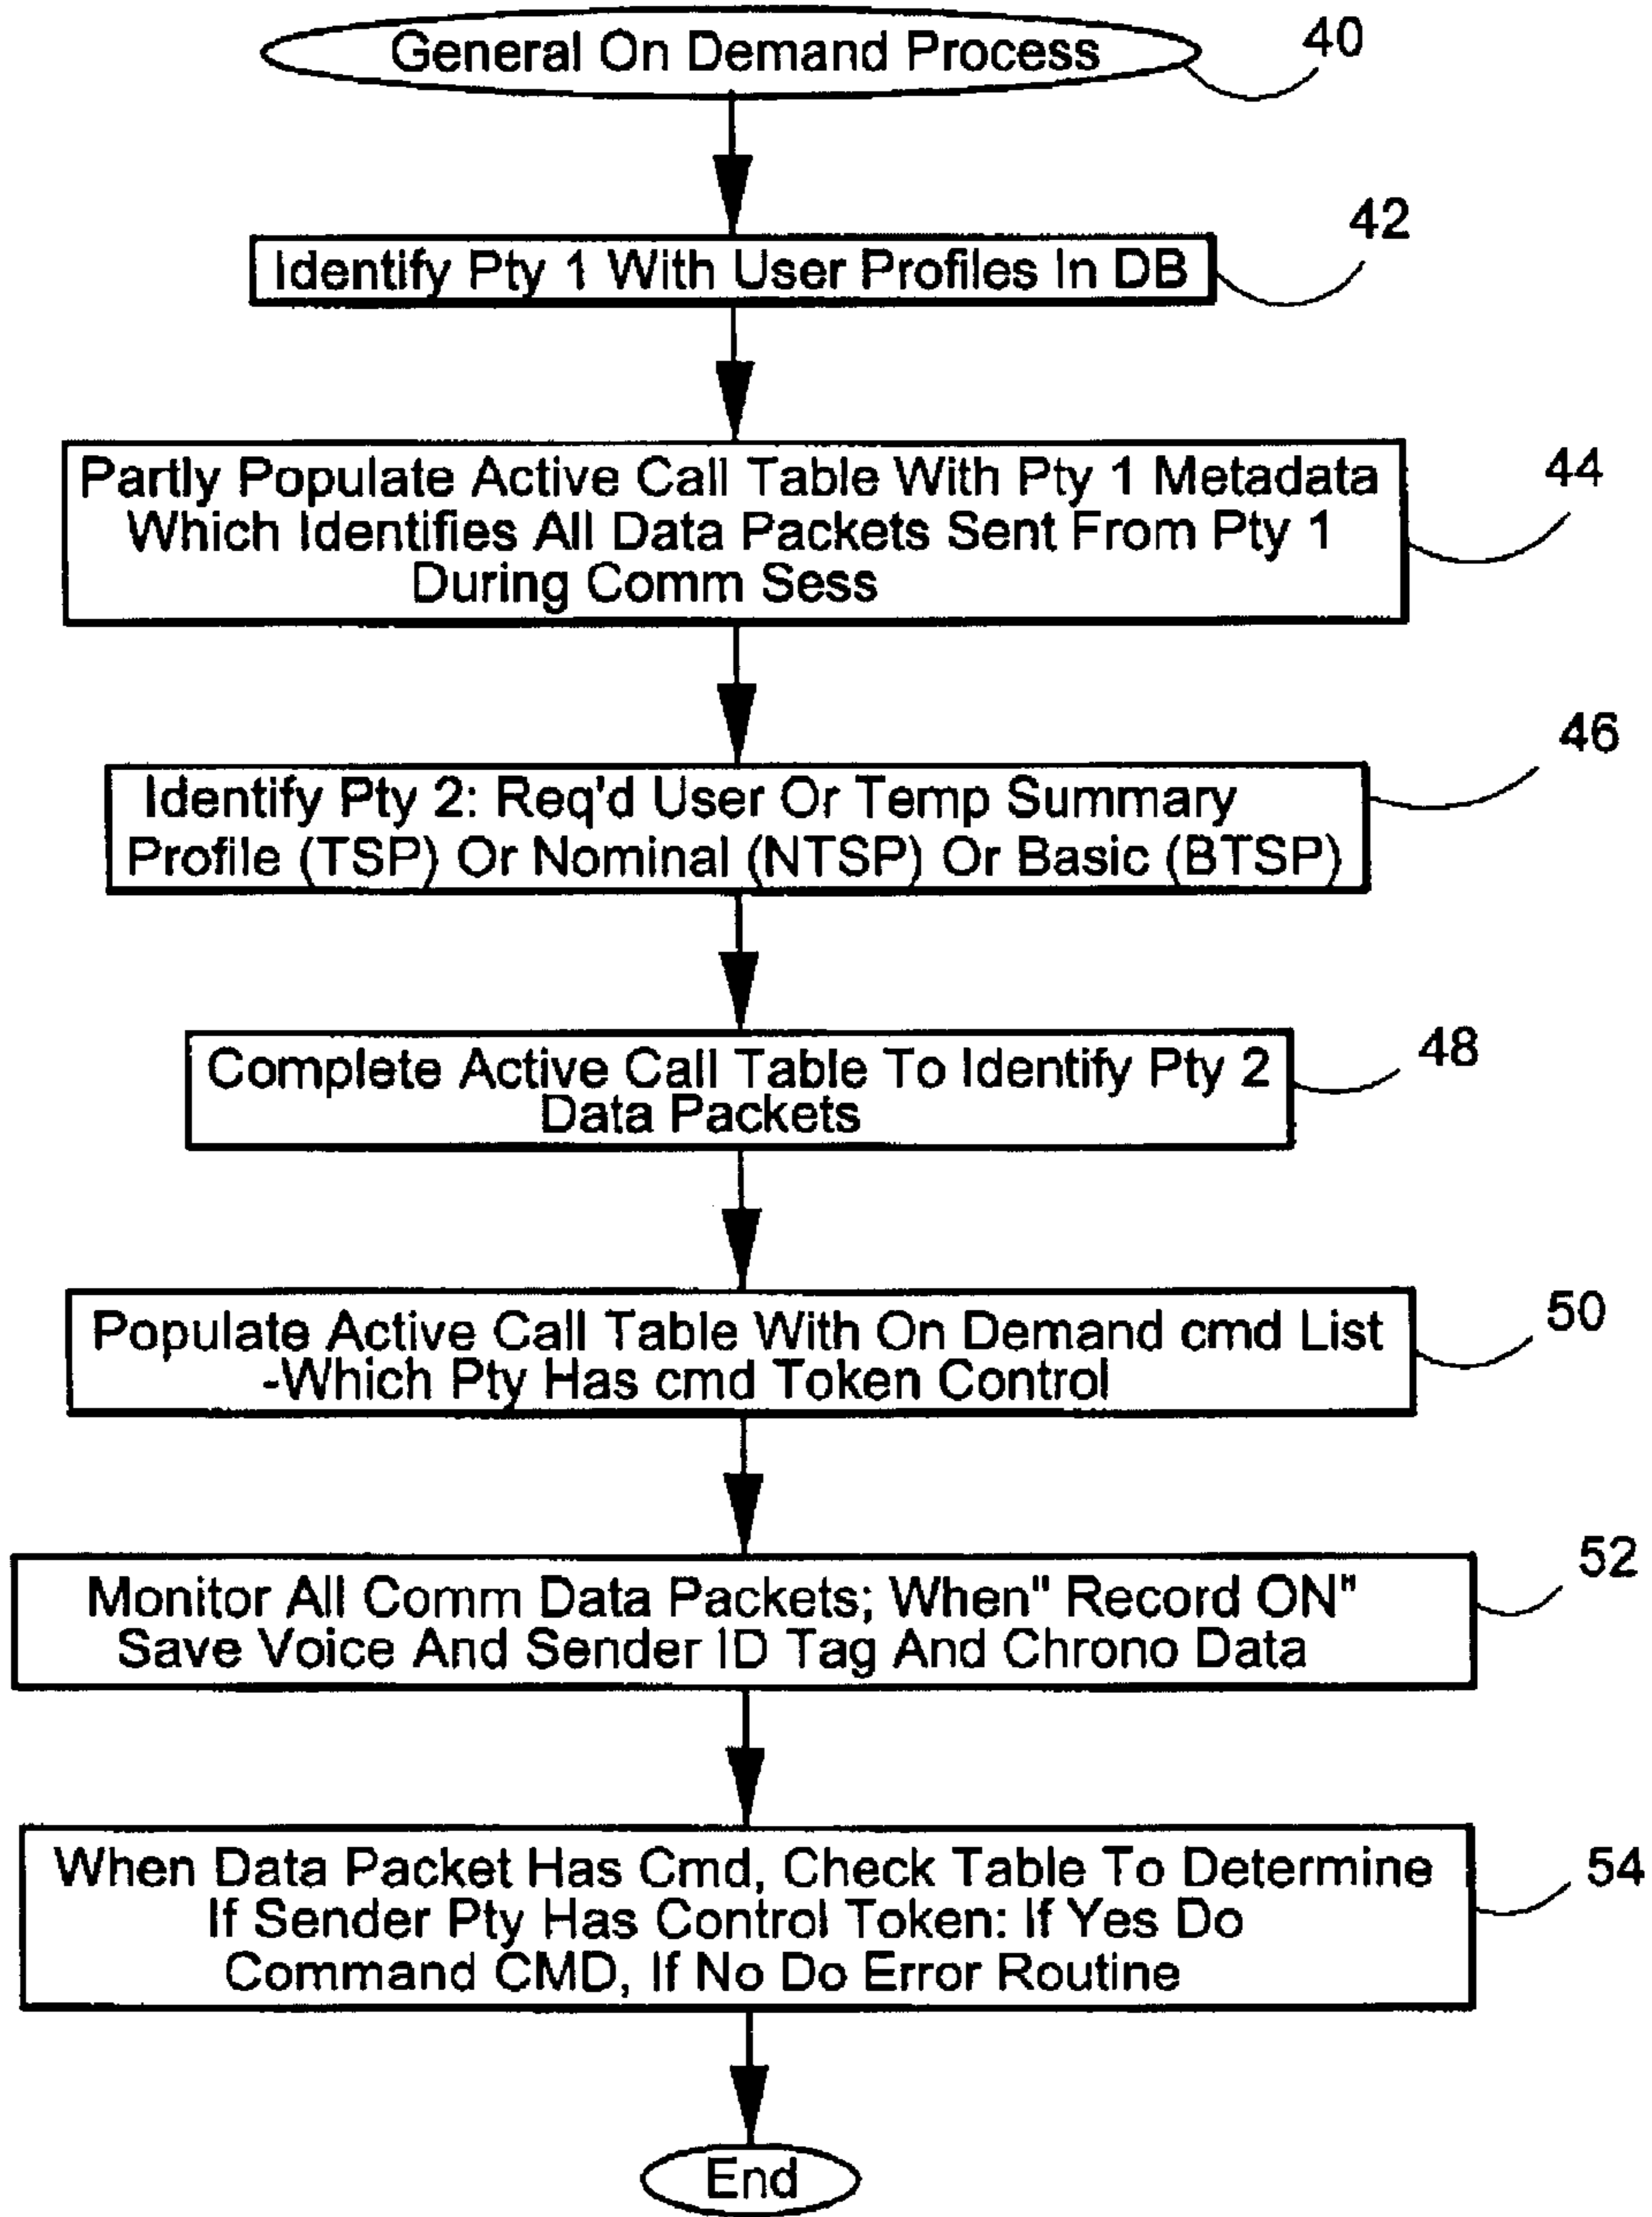 General On Demand Process
40
Identify Pty 1 With User Profiles In DB
42
Partly Populate Active Call Table With Pty 1 Metadata
Which Identifies All Data Packets Sent From Pty 1
During Comm Sess
44
Identify Pty 2: Req'd User Or Temp Summary
Profile (TSP) Or Nominal (NTSP) Or Basic (BTSP)
46
Complete Active Call Table To Identify Pty 2
Data Packets
48
Populate Active Call Table With On Demand cmd List
-Which Pty Has cmd Token Control
50
Monitor All Comm Data Packets; When" Record ON"
Save Voice And Sender ID Tag And Chrono Data
52
When Data Packet Has Cmd, Check Table To Determine
If Sender Pty Has Control Token: If Yes Do
Command CMD, If No Do Error Routine
54
End